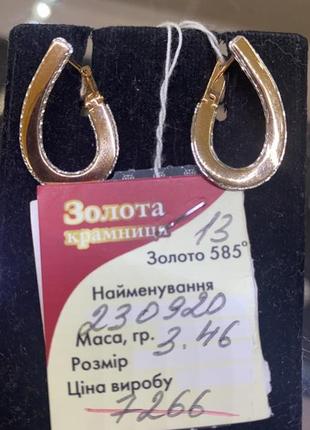 Золота
крамниця 13
Золото 585°
Найменування
230920
Маса, гр. 3.46
Розмір
Ціна виробу
7266